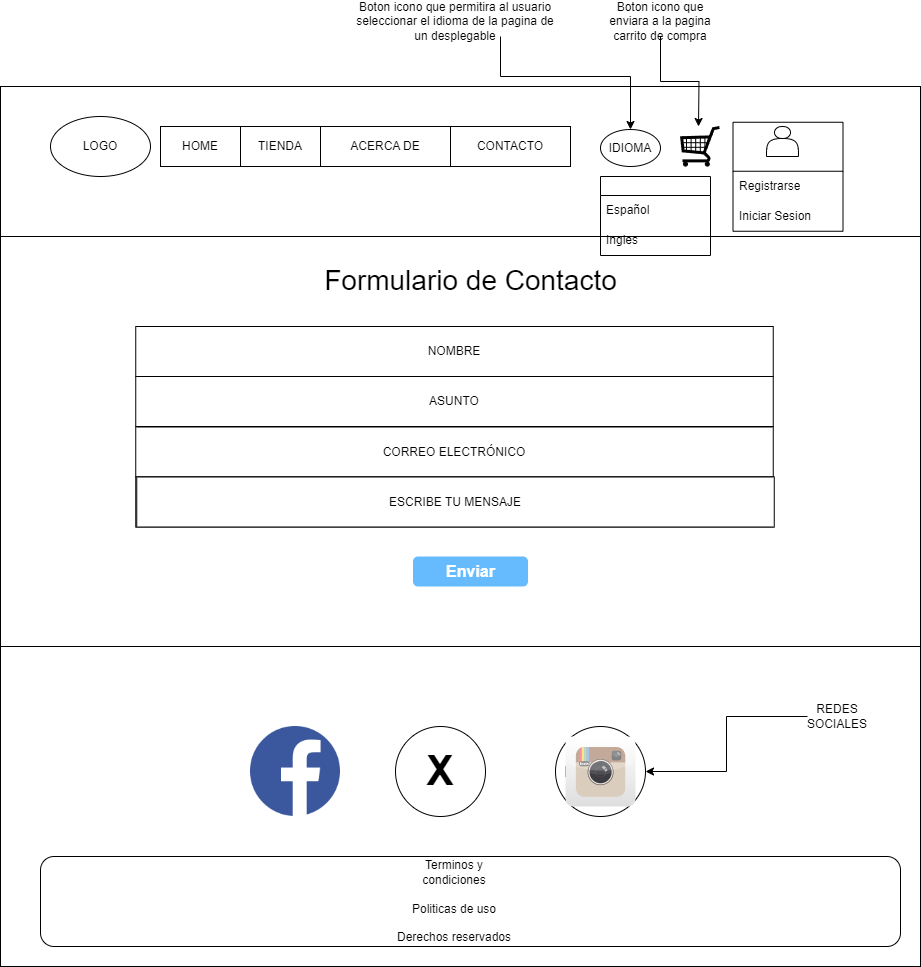 Boton icono que permitira al usuario
seleccionar el idioma de la pagina de
un desplegable
Boton icono que
enviara a la pagina
carrito de compra
LOGO
HOME
TIENDA
ACERCA DE
CONTACTO
IDIOMA
Español
Ingles
Registrarse
Iniciar Sesion
Formulario de Contacto
NOMBRE
ASUNTO
CORREO ELECTRÓNICO
ESCRIBE TU MENSAJE
Enviar
REDES
SOCIALES
X
Terminos y
condiciones
Politicas de uso
Derechos reservados